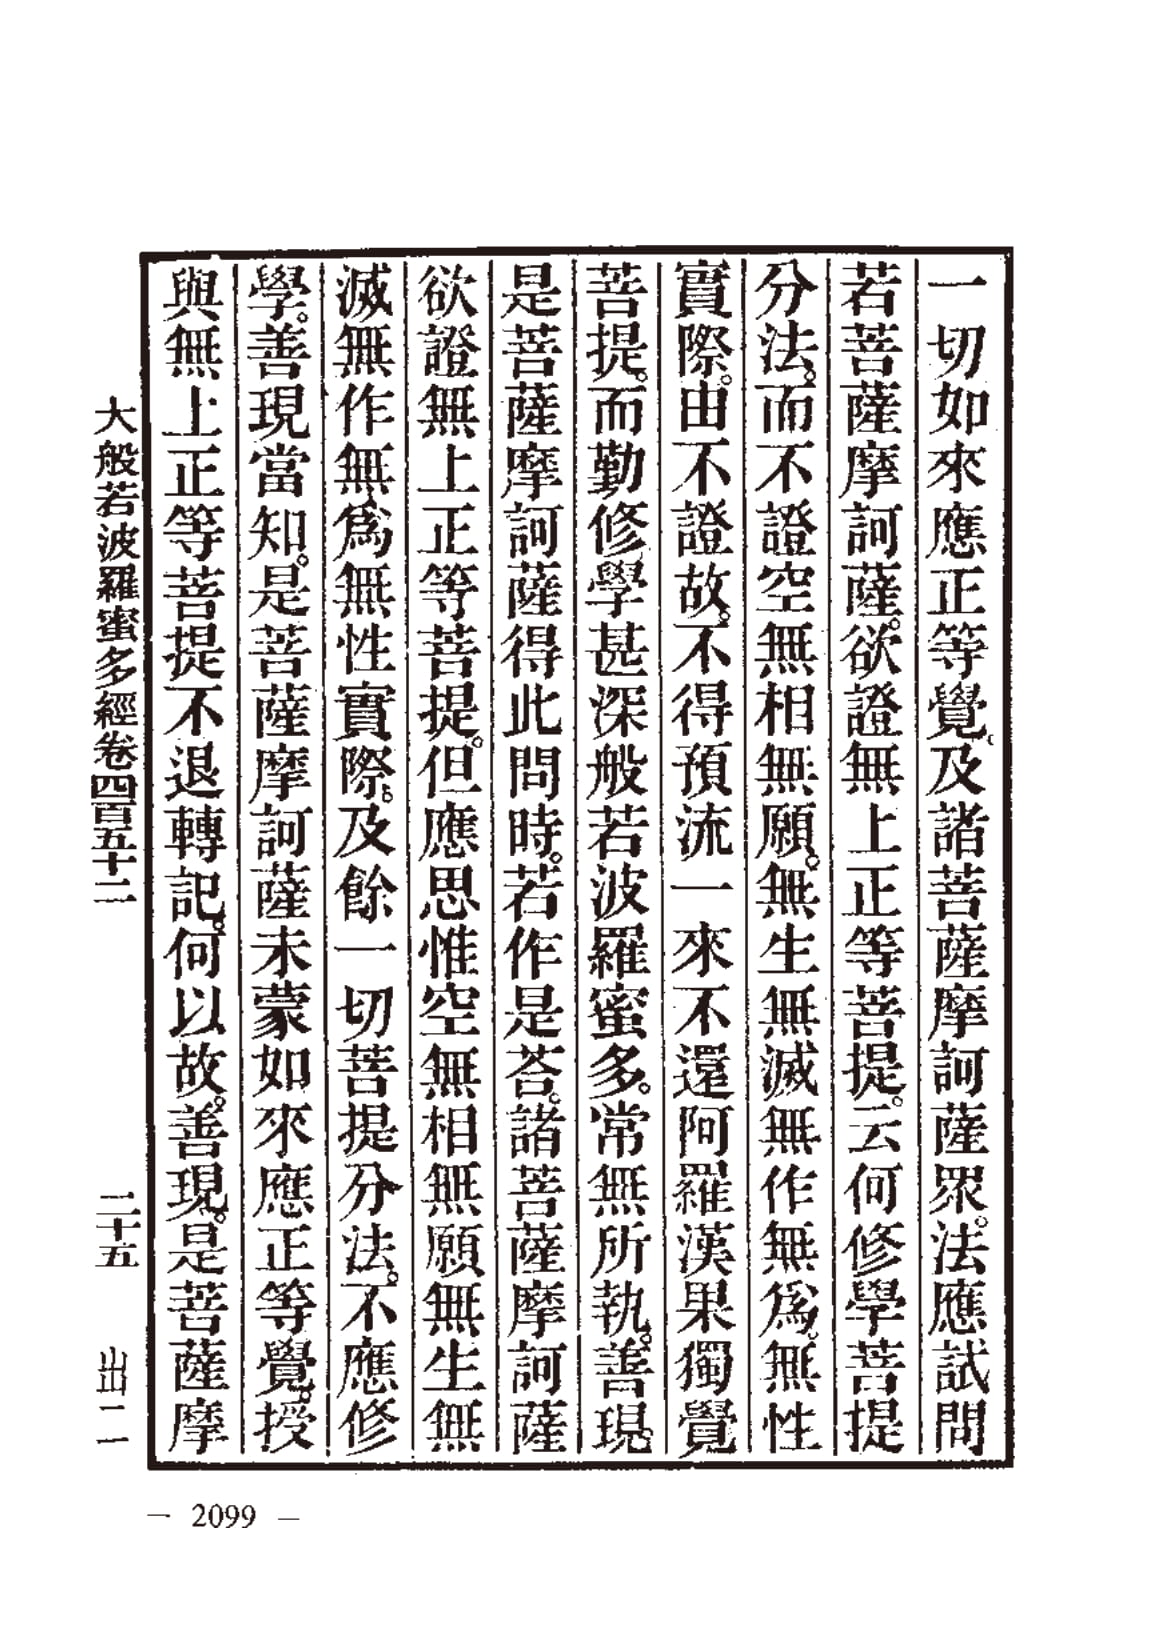 一切如來應正等覺。及諸菩薩摩訶薩眾。法應試問
若菩薩摩訶薩。欲證無上正等菩提。云何修學菩提
分法。而不證空無相無願。無生無滅無作無為。無性
實際。由不證故。不得預流一來不還阿羅漢果獨覺
菩提。而勤修學甚深般若波羅蜜多。常無所執。善現。
是菩薩摩訶薩得此問時。若作是荅。諸菩薩摩訶薩
欲證無上正等菩提。但應思惟空無相無願無生無
滅無作無為無性實際。及餘一切菩提分法。不應修
學。善現當知。是菩薩摩訶薩未蒙如來應正等覺。授
與無上正等菩提不退轉記。何以故。善現。是菩薩摩
大般若波羅蜜多經卷四百五十二 二十五 出二
— 2099 —